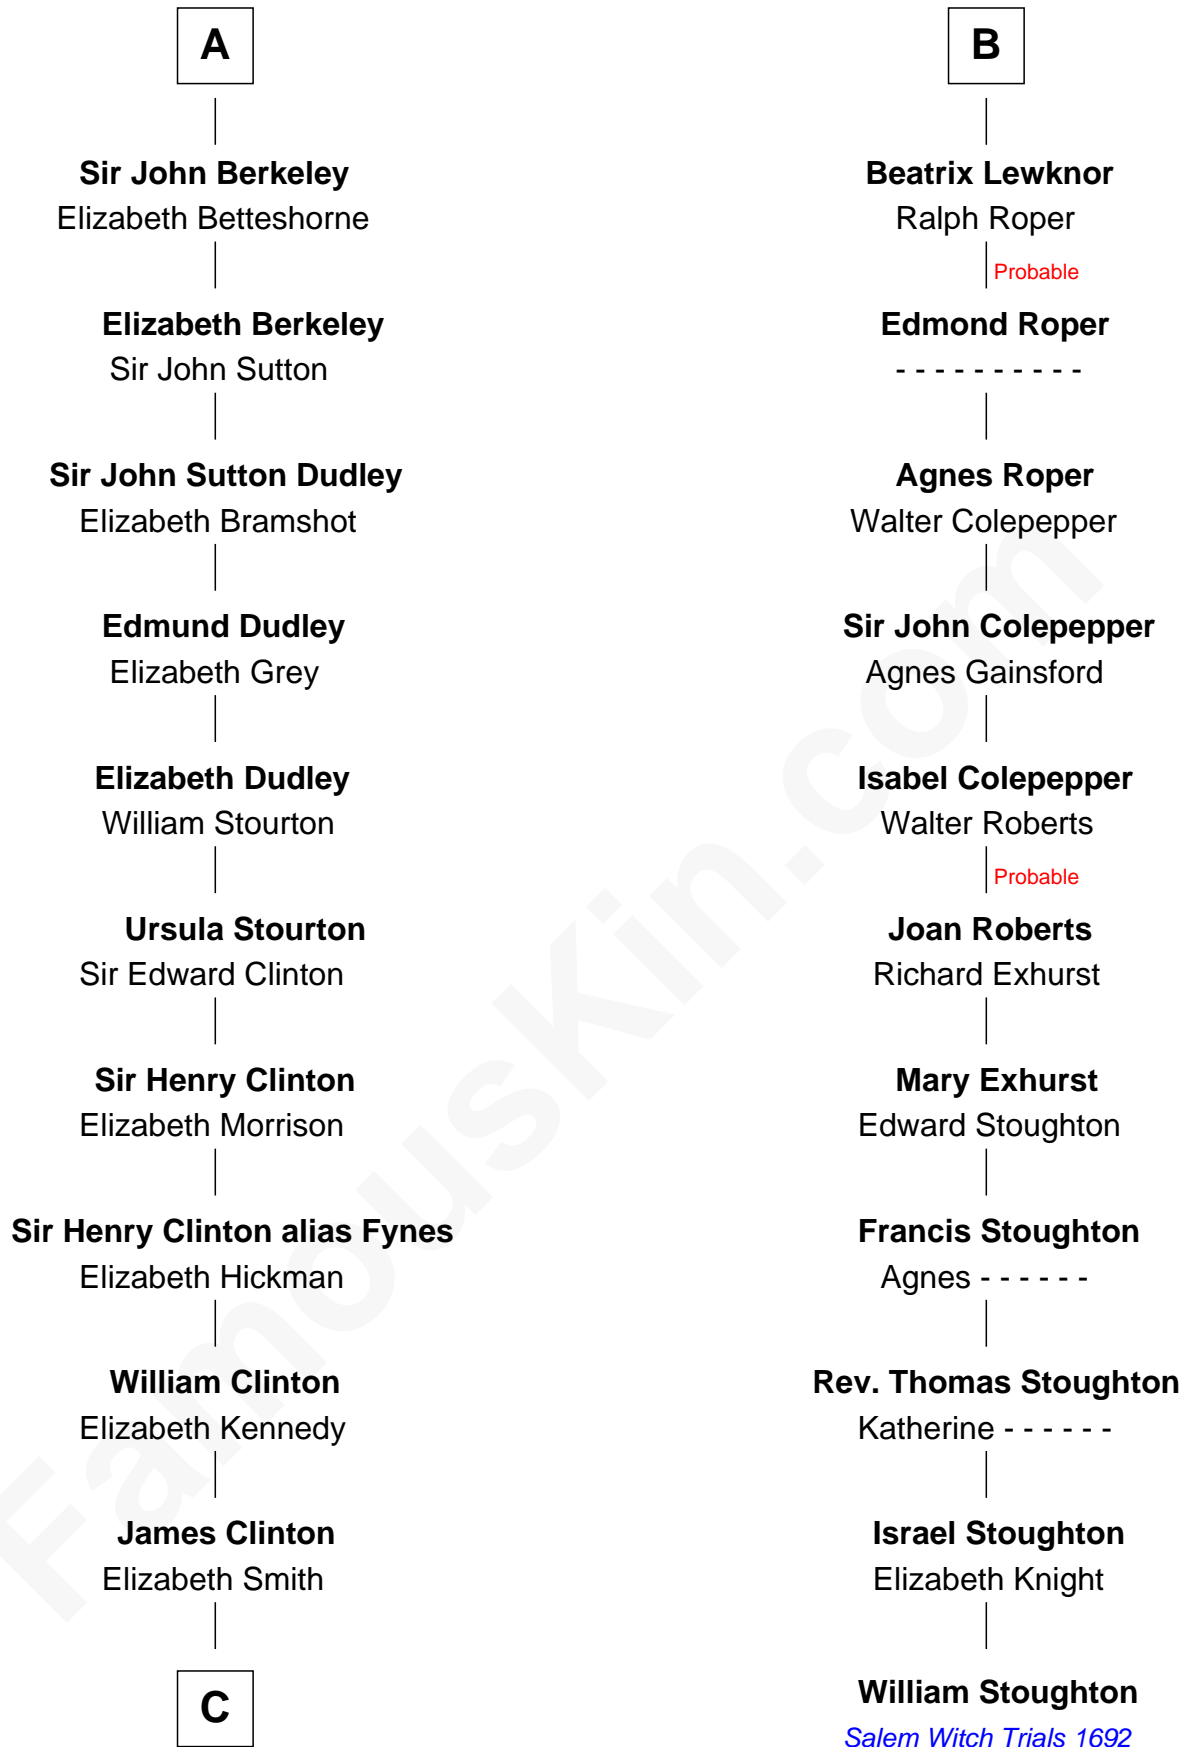 A
Sir John Berkeley
Elizabeth Betteshorne
Elizabeth Berkeley
Sir John Sutton
Sir John Sutton Dudley
Elizabeth Bramshot
Edmund Dudley
Elizabeth Grey
Elizabeth Dudley
William Stourton
Ursula Stourton
Sir Edward Clinton
Sir Henry Clinton
Elizabeth Morrison
Sir Henry Clinton alias Fynes
Elizabeth Hickman
William Clinton
Elizabeth Kennedy
James Clinton
Elizabeth Smith
C
B
Beatrix Lewknor
Ralph Roper
Probable
Edmond Roper
- - - - - - - - - -
Agnes Roper
Walter Colepepper
Sir John Colepepper
Agnes Gainsford
Isabel Colepepper
Walter Roberts
Probable
Joan Roberts
Richard Exhurst
Mary Exhurst
Edward Stoughton
Francis Stoughton
Agnes - - - - - -
Rev. Thomas Stoughton
Katherine - - - - - -
Israel Stoughton
Elizabeth Knight
William Stoughton
Salem Witch Trials 1692
FamousKin.com